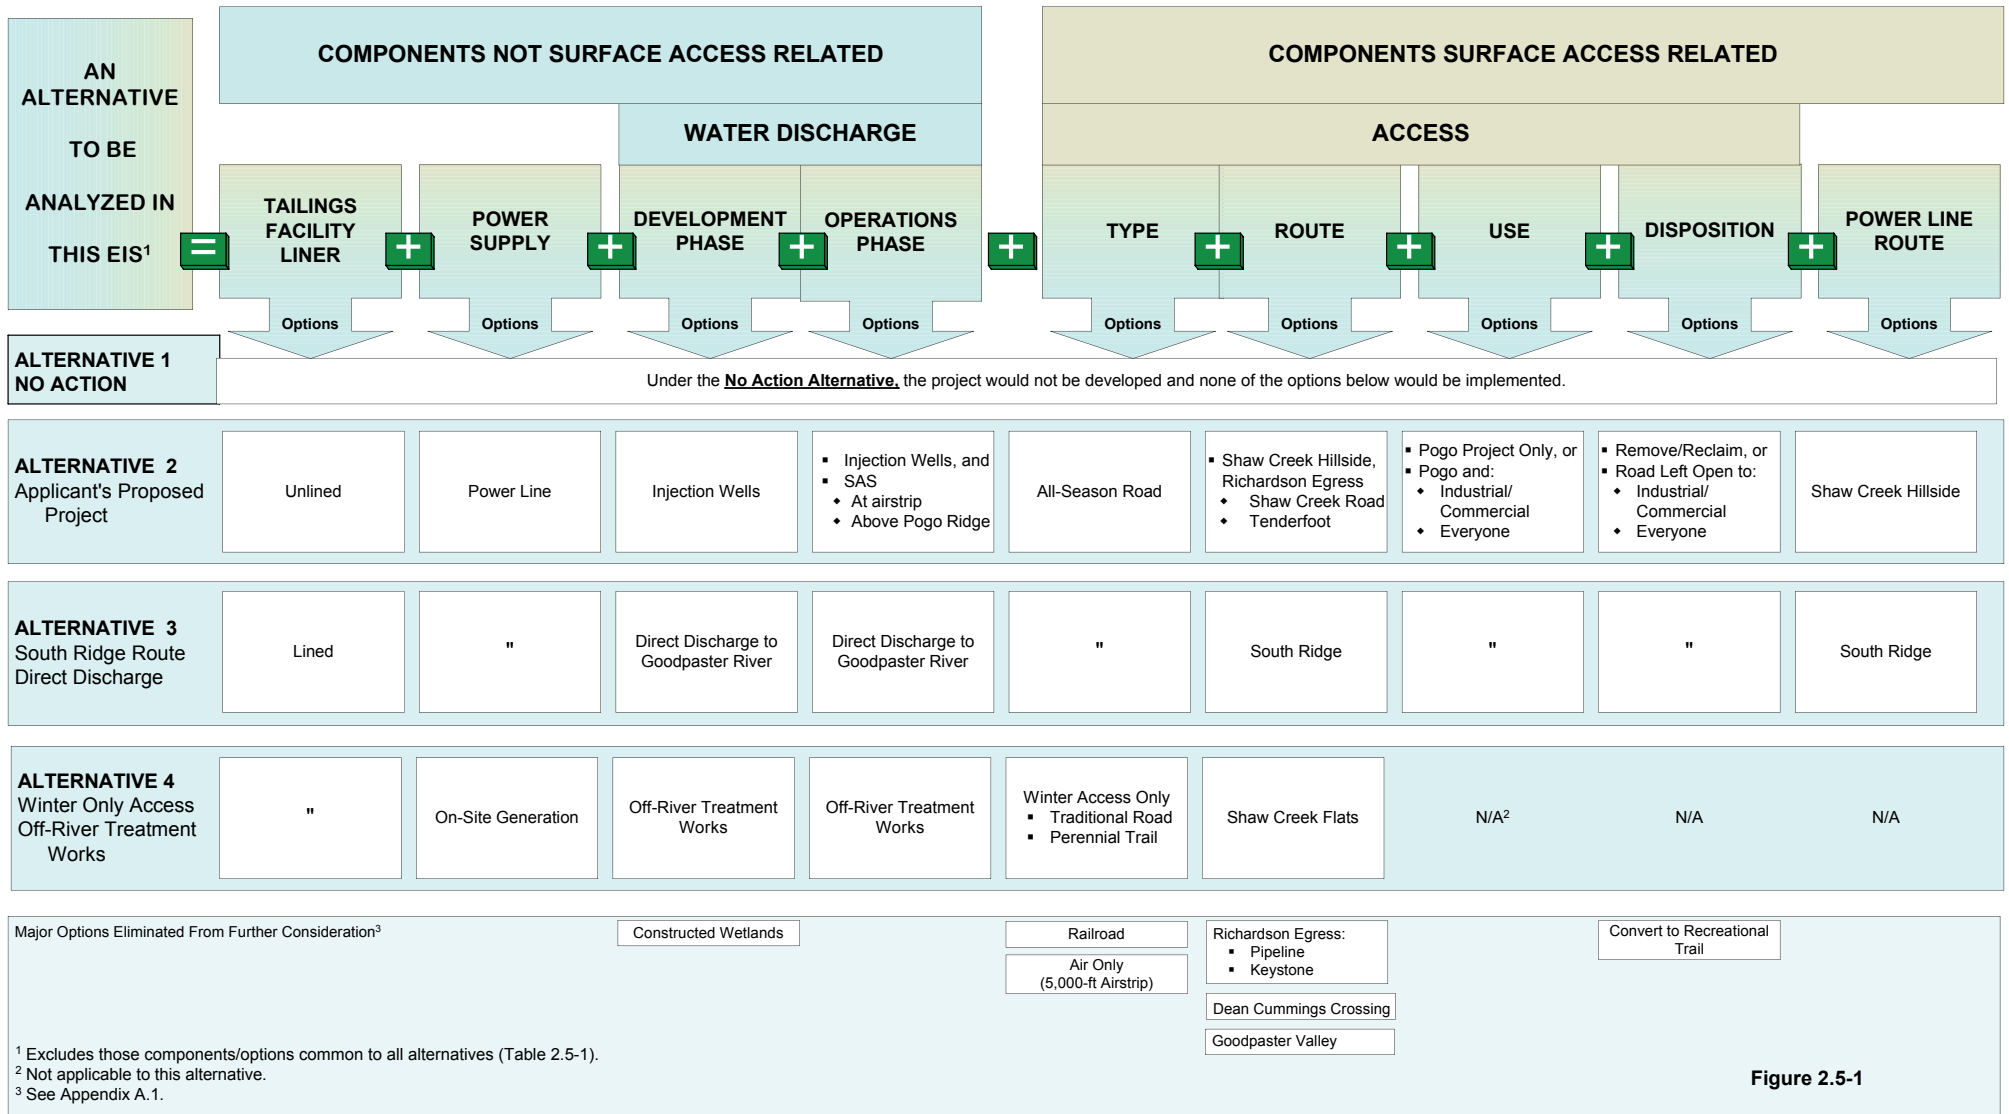 AN
ALTERNATIVE
TO BE
ANALYZED IN
THIS EIS¹
COMPONENTS NOT SURFACE ACCESS RELATED
COMPONENTS SURFACE ACCESS RELATED
WATER DISCHARGE
ACCESS
=
TAILINGS
FACILITY
LINER
+
POWER
SUPPLY
+
DEVELOPMENT
PHASE
+
OPERATIONS
PHASE
+
TYPE
+
ROUTE
+
USE
+
DISPOSITION
+
POWER LINE
ROUTE
Options
Options
Options
Options
Options
Options
Options
Options
Options
ALTERNATIVE 1
NO ACTION
Under the No Action Alternative, the project would not be developed and none of the options below would be implemented.
ALTERNATIVE 2
Applicant's Proposed
Project
Unlined
Power Line
Injection Wells
▪ Injection Wells, and
▪ SAS
◆ At airstrip
◆ Above Pogo Ridge
All-Season Road
▪ Shaw Creek Hillside,
Richardson Egress
◆ Shaw Creek Road
◆ Tenderfoot
▪ Pogo Project Only, or
▪ Pogo and:
◆ Industrial/
Commercial
◆ Everyone
▪ Remove/Reclaim, or
▪ Road Left Open to:
◆ Industrial/
Commercial
◆ Everyone
Shaw Creek Hillside
ALTERNATIVE 3
South Ridge Route
Direct Discharge
Lined
"
Direct Discharge to
Goodpaster River
Direct Discharge to
Goodpaster River
"
South Ridge
"
"
South Ridge
ALTERNATIVE 4
Winter Only Access
Off-River Treatment
Works
"
On-Site Generation
Off-River Treatment
Works
Off-River Treatment
Works
Winter Access Only
▪ Traditional Road
▪ Perennial Trail
Shaw Creek Flats
N/A²
N/A
N/A
Major Options Eliminated From Further Consideration³
Constructed Wetlands
Railroad
Air Only
(5,000-ft Airstrip)
Richardson Egress:
▪ Pipeline
▪ Keystone
Dean Cummings Crossing
Goodpaster Valley
Convert to Recreational
Trail
¹ Excludes those components/options common to all alternatives (Table 2.5-1).
² Not applicable to this alternative.
³ See Appendix A.1.
Figure 2.5-1